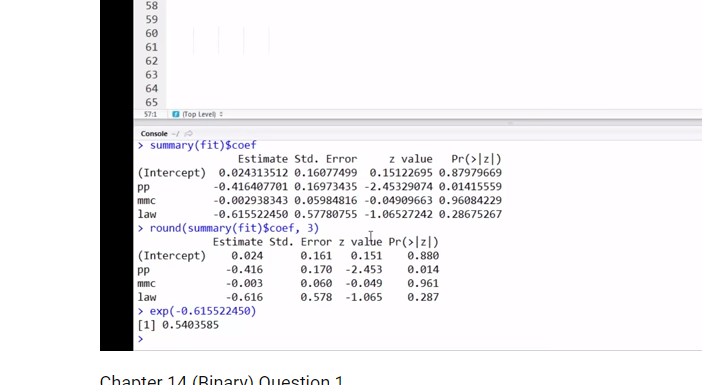 58
59
60
61
62
63
64
65
57:1 (Top Level)
Console ~/
> summary(fit)$coef
Estimate Std. Error z value Pr(>|z|)
(Intercept) 0.024313512 0.16077499 0.15122695 0.87979669
pp -0.416407701 0.16973435 -2.45329074 0.01415559
mmc -0.002938343 0.05984816 -0.04909663 0.96084229
law -0.615522450 0.57780755 -1.06527242 0.28675267
> round(summary(fit)$coef, 3)
Estimate Std. Error z value Pr(>|z|)
(Intercept) 0.024 0.161 0.151 0.880
pp -0.416 0.170 -2.453 0.014
mmc -0.003 0.060 -0.049 0.961
law -0.616 0.578 -1.065 0.287
> exp(-0.615522450)
[1] 0.5403585
>
Chapter 14 (Binary) Question 1